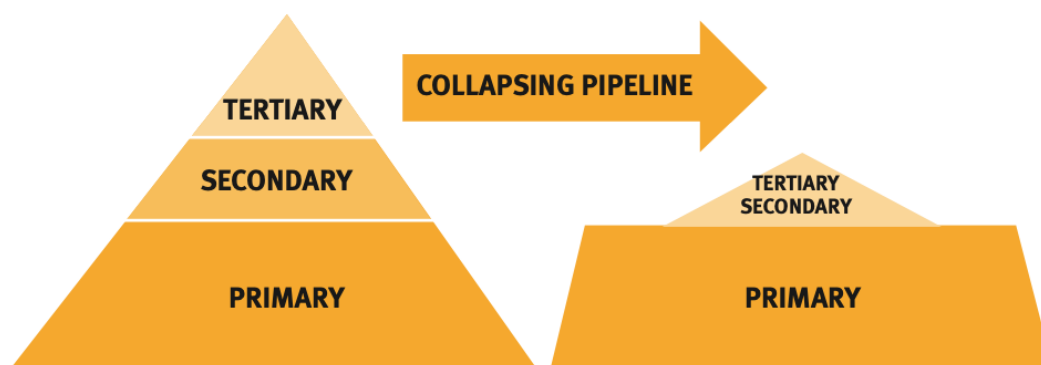 TERTIARY
SECONDARY
PRIMARY
COLLAPSING PIPELINE
TERTIARY
SECONDARY
PRIMARY